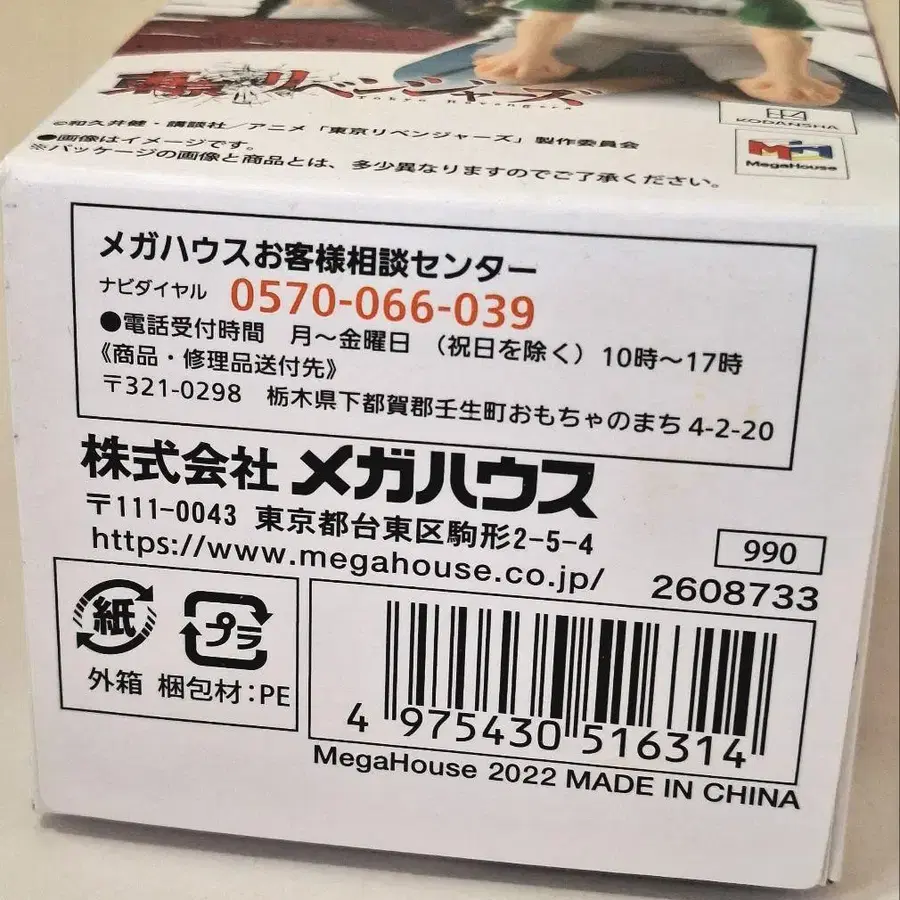 東京リベンジャーズ
Tokyo Revengers
©和久井健・講談社/アニメ「東京リベンジャーズ」製作委員会
●画像はイメージです。
※パッケージの画像と商品とは、多少異なりますのでご了承ください。
KODANSHA
MegaHouse
メガハウスお客様相談センター
ナビダイヤル 0570-066-039
●電話受付時間 月〜金曜日 (祝日を除く) 10時〜17時
《商品・修理品送付先》
〒321-0298 栃木県下都賀郡壬生町おもちゃのまち4-2-20
株式会社 メガハウス
〒111-0043 東京都台東区駒形2-5-4
https://www.megahouse.co.jp/
990
2608733
紙 プラ
外箱 梱包材:PE
4 975430 516314
MegaHouse 2022 MADE IN CHINA